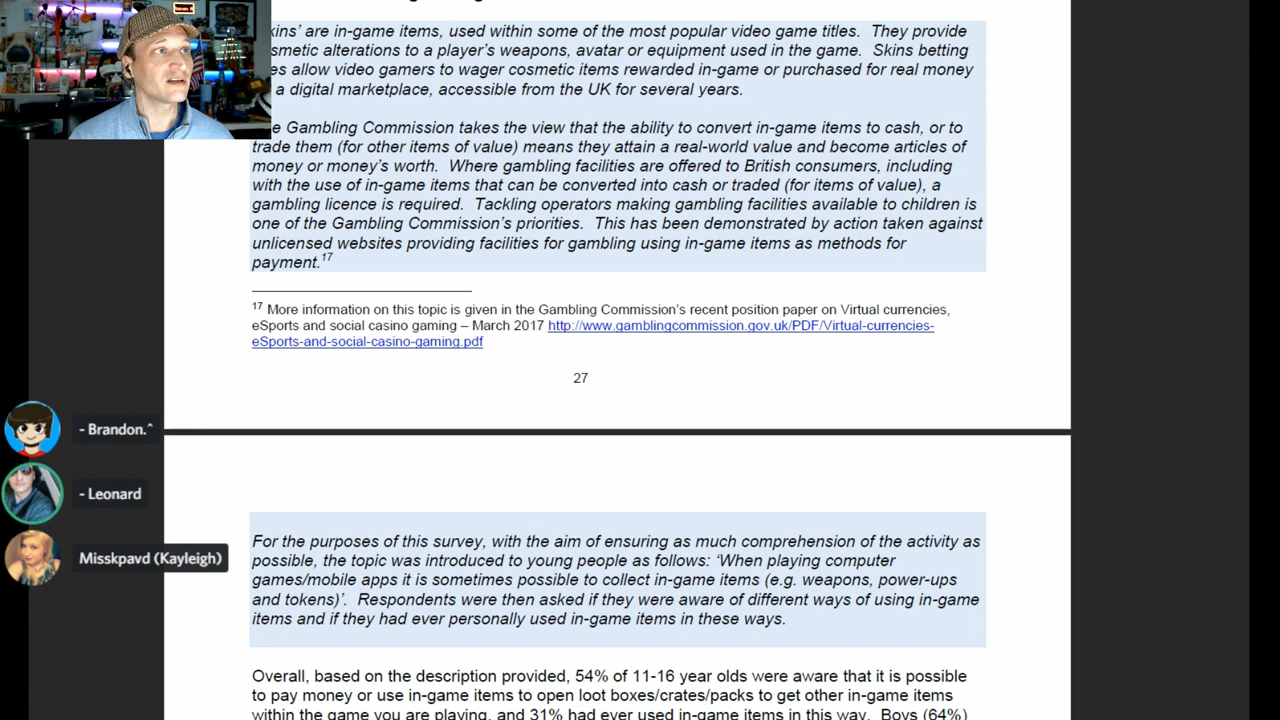 kins’ are in-game items, used within some of the most popular video game titles. They provide
smetic alterations to a player’s weapons, avatar or equipment used in the game. Skins betting
es allow video gamers to wager cosmetic items rewarded in-game or purchased for real money
a digital marketplace, accessible from the UK for several years.
e Gambling Commission takes the view that the ability to convert in-game items to cash, or to
trade them (for other items of value) means they attain a real-world value and become articles of
money or money’s worth. Where gambling facilities are offered to British consumers, including
with the use of in-game items that can be converted into cash or traded (for items of value), a
gambling licence is required. Tackling operators making gambling facilities available to children is
one of the Gambling Commission’s priorities. This has been demonstrated by action taken against
unlicensed websites providing facilities for gambling using in-game items as methods for
payment.17
17 More information on this topic is given in the Gambling Commission’s recent position paper on Virtual currencies,
eSports and social casino gaming – March 2017 http://www.gamblingcommission.gov.uk/PDF/Virtual-currencies-
eSports-and-social-casino-gaming.pdf
27
- Brandon.^
- Leonard
Misskpavd (Kayleigh)
For the purposes of this survey, with the aim of ensuring as much comprehension of the activity as
possible, the topic was introduced to young people as follows: ‘When playing computer
games/mobile apps it is sometimes possible to collect in-game items (e.g. weapons, power-ups
and tokens)’. Respondents were then asked if they were aware of different ways of using in-game
items and if they had ever personally used in-game items in these ways.
Overall, based on the description provided, 54% of 11-16 year olds were aware that it is possible
to pay money or use in-game items to open loot boxes/crates/packs to get other in-game items
within the game you are playing, and 31% had ever used in-game items in this way. Boys (64%)